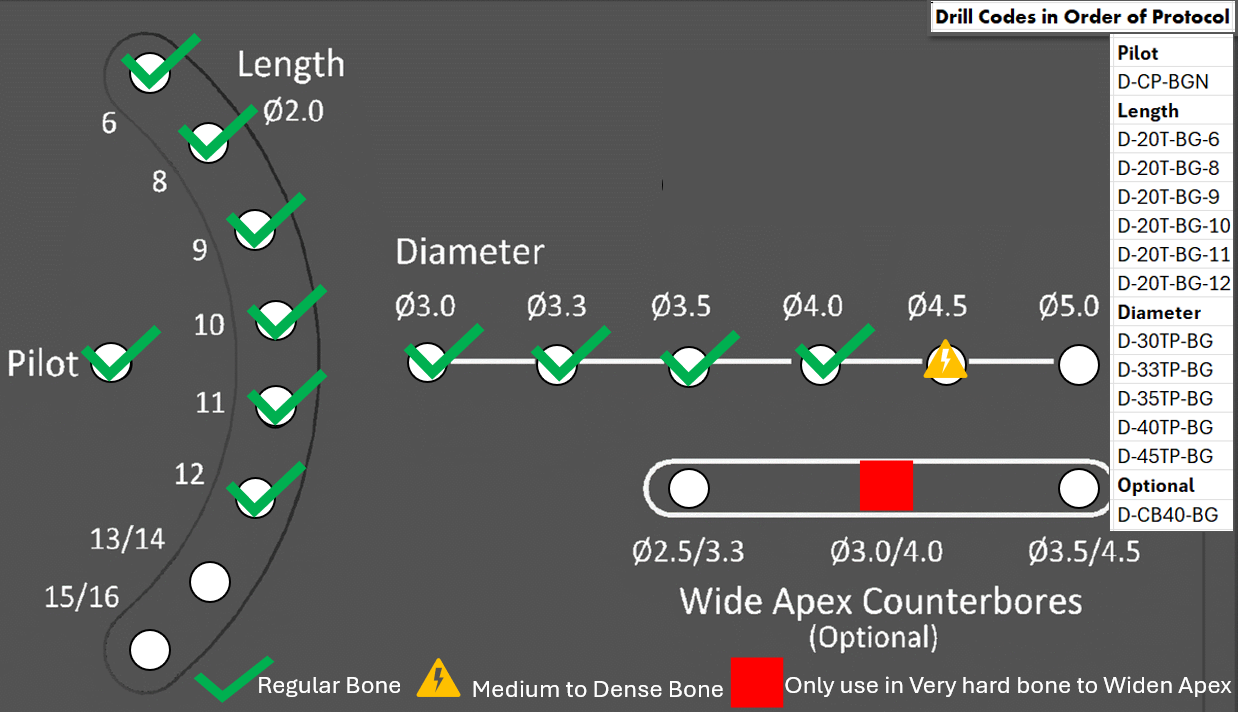 Drill Codes in Order of Protocol
Pilot
D-CP-BGN
Length
D-20T-BG-6
D-20T-BG-8
D-20T-BG-9
D-20T-BG-10
D-20T-BG-11
D-20T-BG-12
Diameter
D-30TP-BG
D-33TP-BG
D-35TP-BG
D-40TP-BG
D-45TP-BG
Optional
D-CB40-BG
Length
Ø2.0
6
8
9
10
11
12
13/14
15/16
Pilot
Diameter
Ø3.0 Ø3.3 Ø3.5 Ø4.0 Ø4.5 Ø5.0
Ø2.5/3.3 Ø3.0/4.0 Ø3.5/4.5
Wide Apex Counterbores
(Optional)
Regular Bone Medium to Dense Bone Only use in Very hard bone to Widen Apex